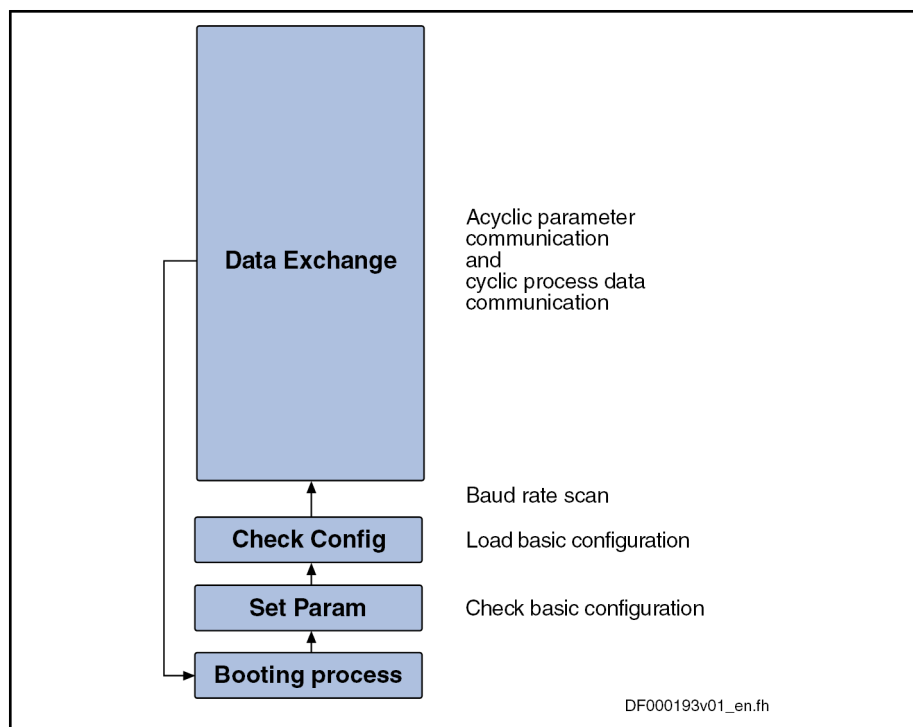 Data Exchange
Acyclic parameter
communication
and
cyclic process data
communication
Baud rate scan
Check Config
Load basic configuration
Set Param
Check basic configuration
Booting process
DF000193v01_en.fh